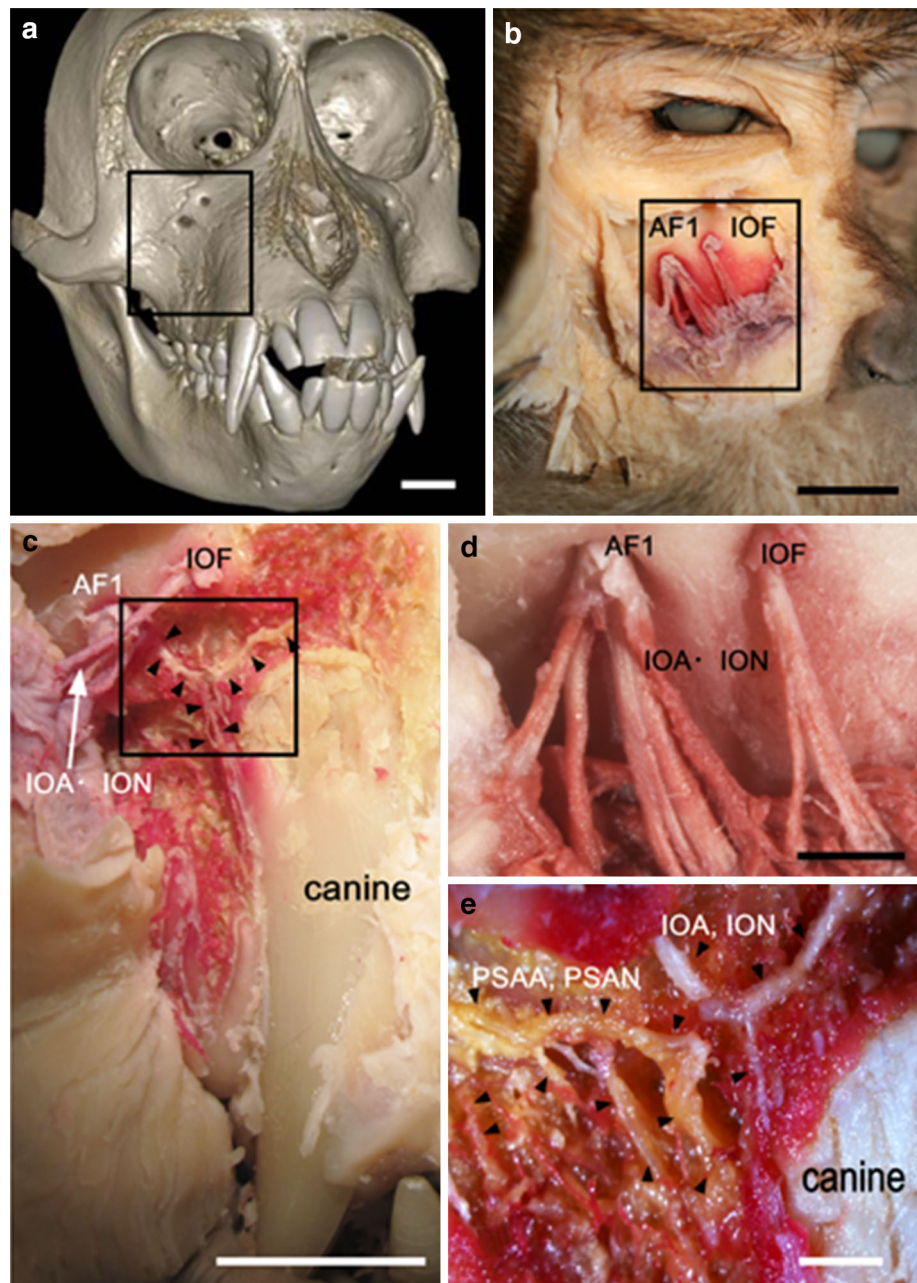 a
b
AF1 IOF
c
IOF
AF1
IOA· ION
canine
d
AF1
IOF
IOA· ION
e
IOA, ION
PSAA, PSAN
canine